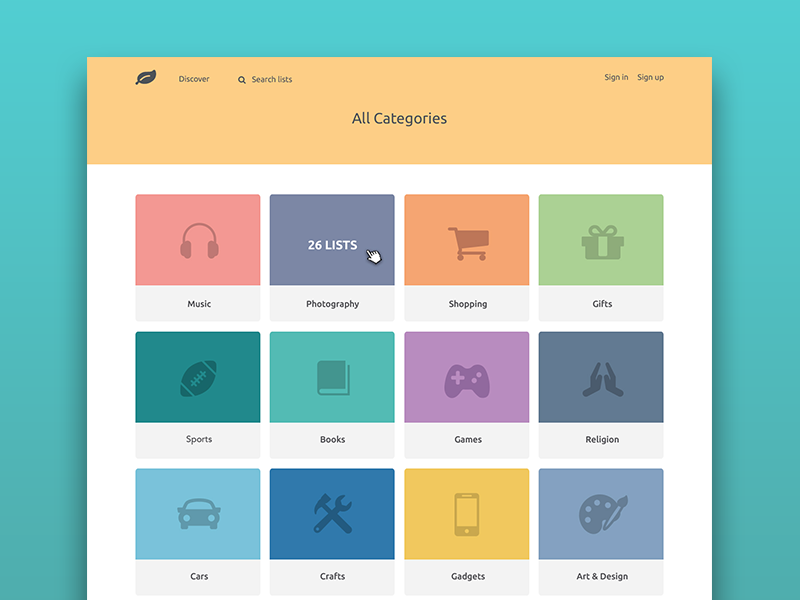 Discover
Search lists
Sign in
Sign up
All Categories
26 LISTS
Music
Photography
Shopping
Gifts
Sports
Books
Games
Religion
Cars
Crafts
Gadgets
Art & Design